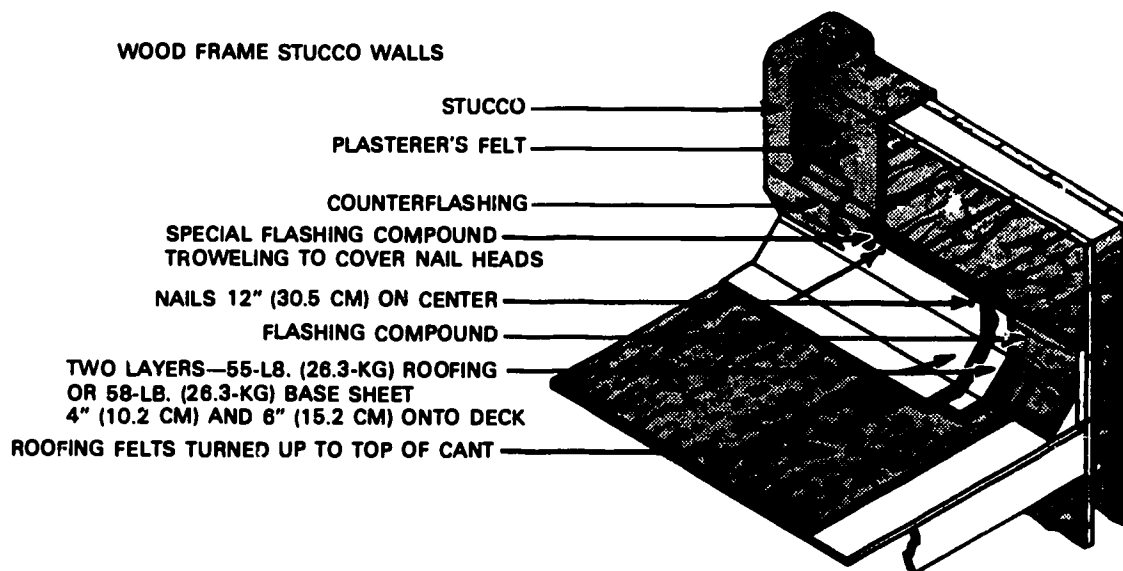 WOOD FRAME STUCCO WALLS
STUCCO
PLASTERER'S FELT
COUNTERFLASHING
SPECIAL FLASHING COMPOUND
TROWELING TO COVER NAIL HEADS
NAILS 12" (30.5 CM) ON CENTER
FLASHING COMPOUND
TWO LAYERS—55-LB. (26.3-KG) ROOFING
OR 58-LB. (26.3-KG) BASE SHEET
4" (10.2 CM) AND 6" (15.2 CM) ONTO DECK
ROOFING FELTS TURNED UP TO TOP OF CANT